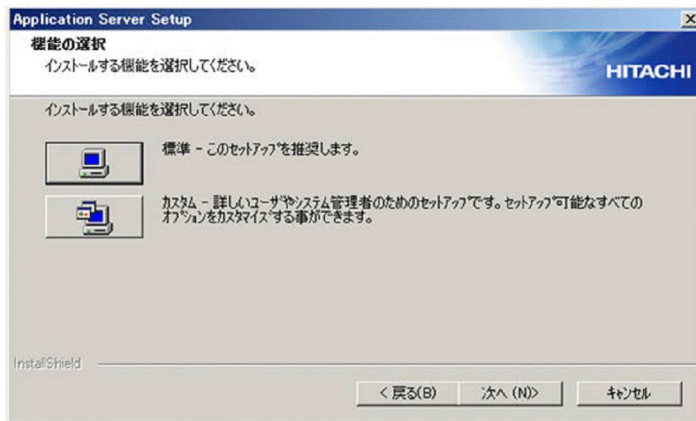 Application Server Setup
機能の選択
インストールする機能を選択してください。
HITACHI
インストールする機能を選択してください。
標準 - このセットアップを推奨します。
カスタム - 詳しいユーザやシステム管理者のためのセットアップです。セットアップ可能なすべての
オプションをカスタマイズする事ができます。
InstallShield
< 戻る(B)
次へ (N)>
キャンセル